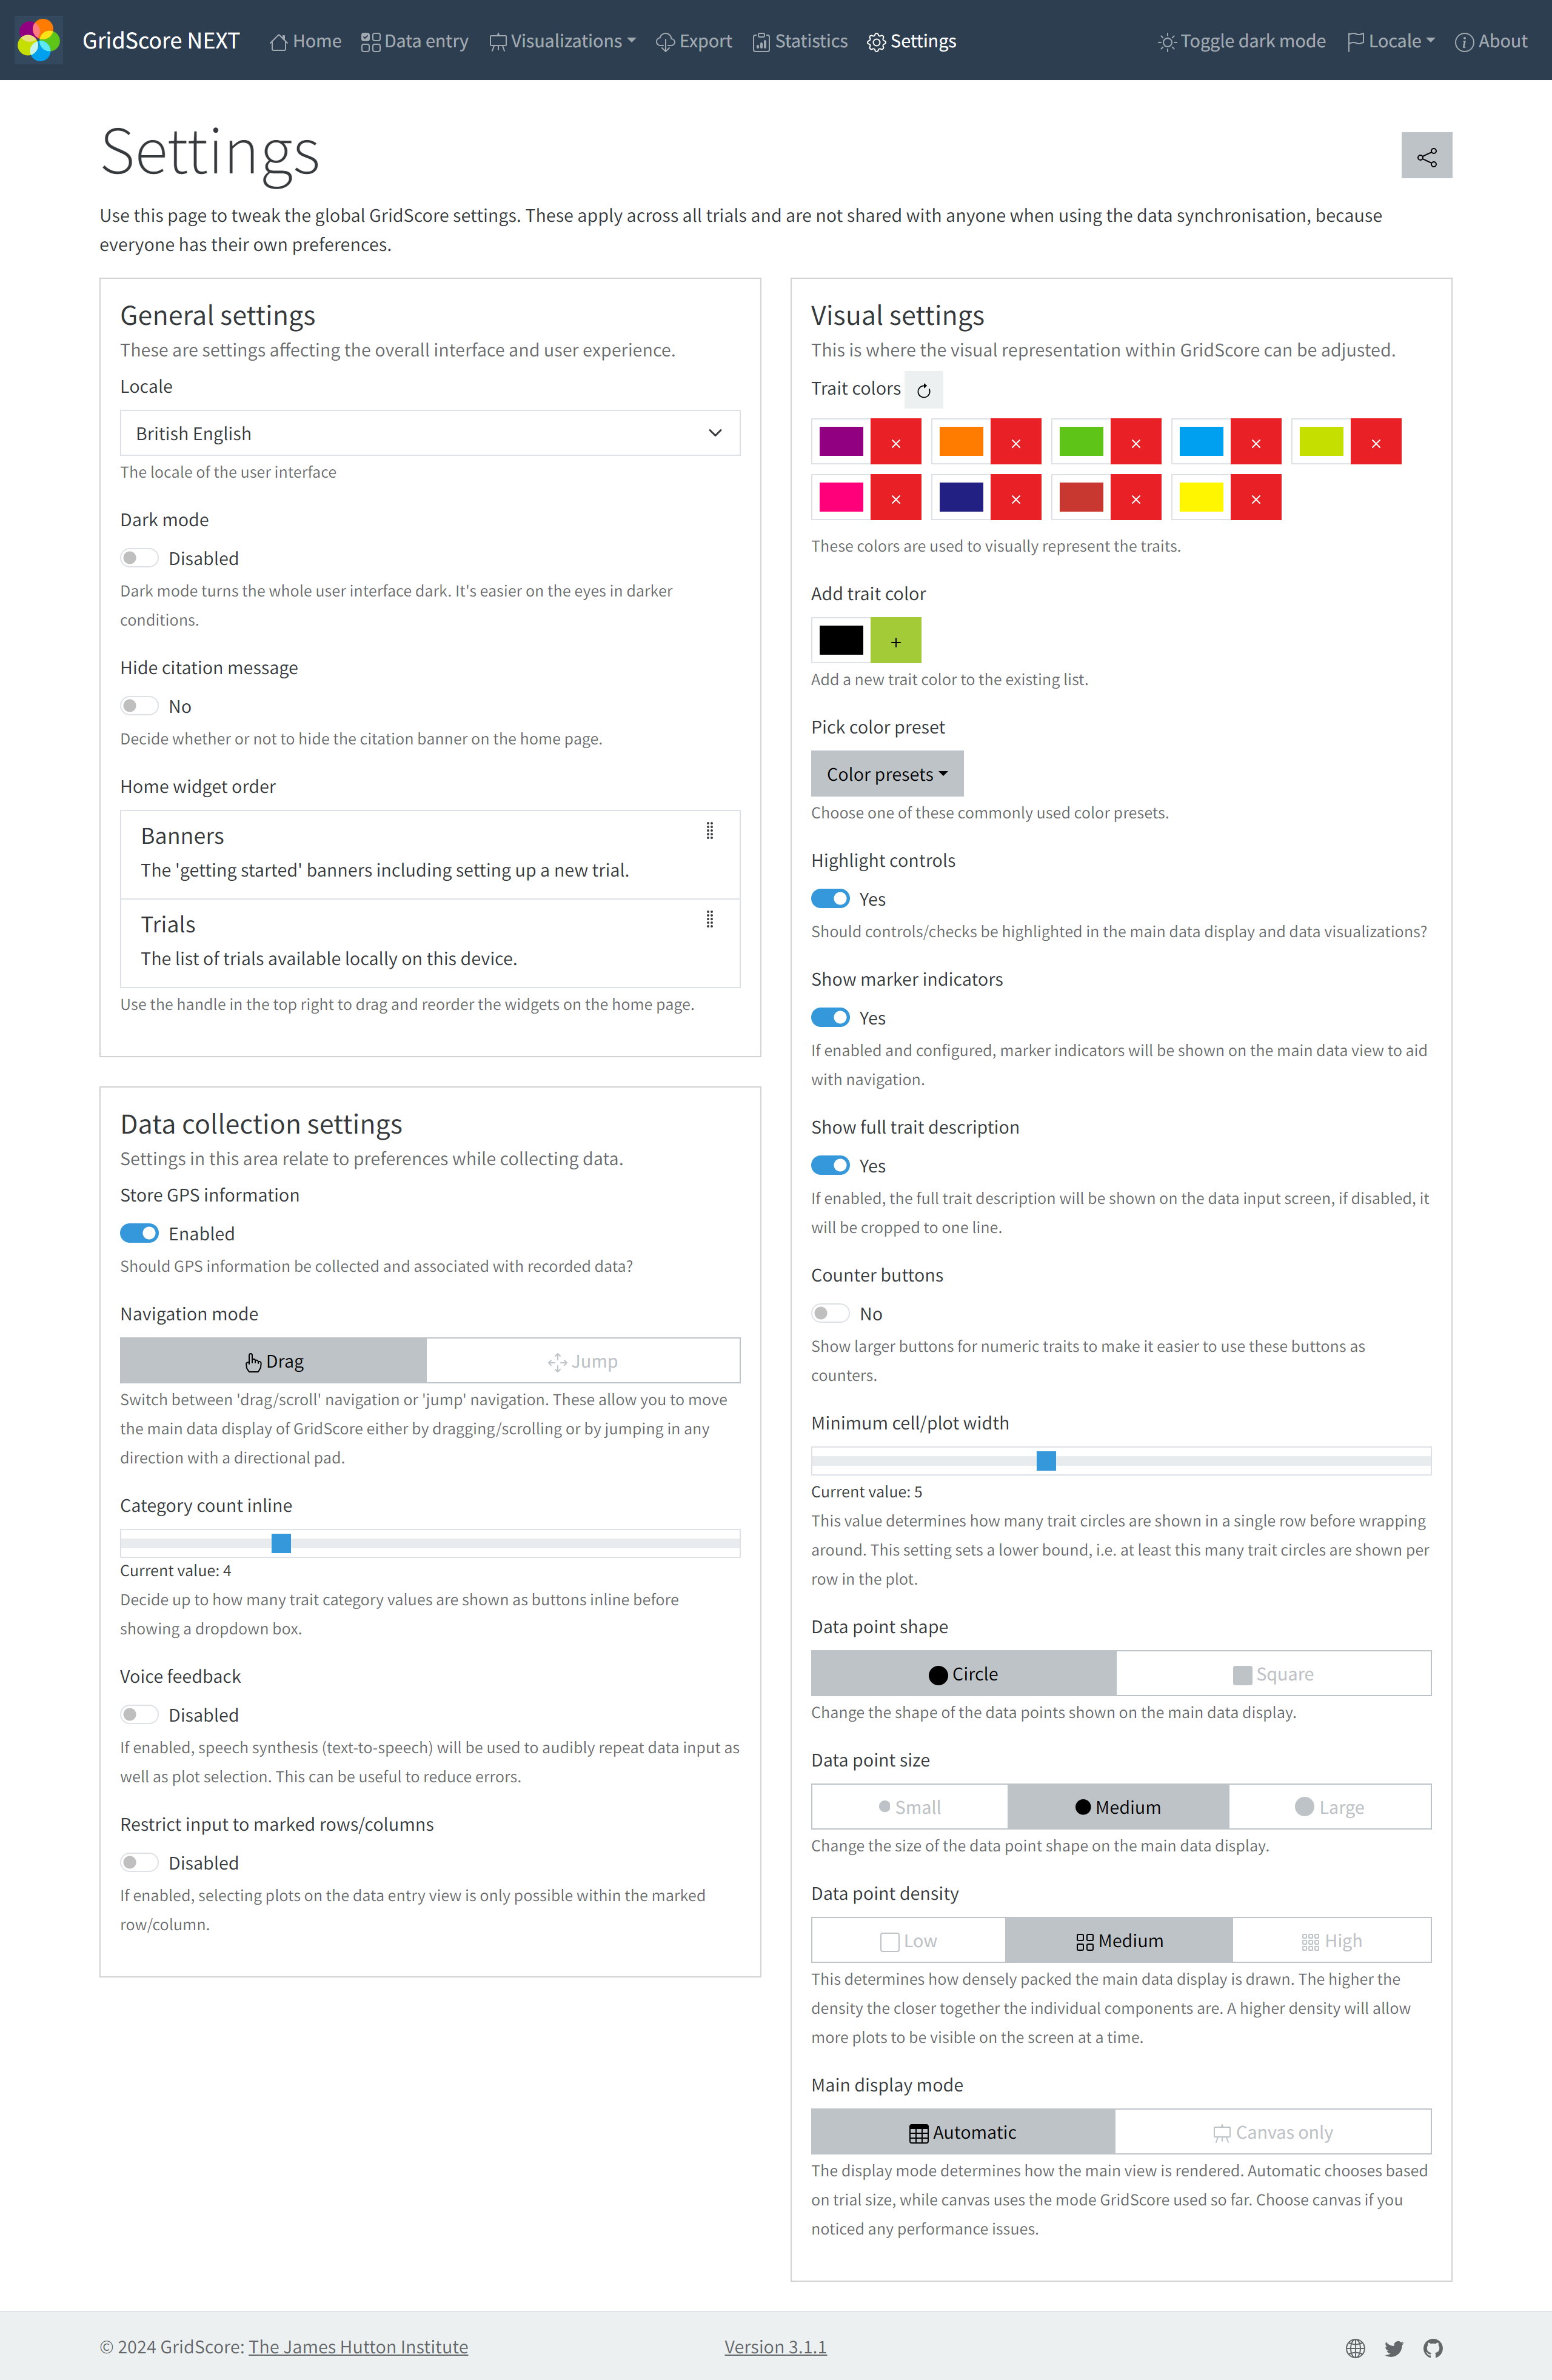 GridScore NEXT
Home
Data entry
Visualizations
Export
Statistics
Settings
Toggle dark mode
Locale
About
Settings
Use this page to tweak the global GridScore settings. These apply across all trials and are not shared with anyone when using the data synchronisation, because
everyone has their own preferences.
General settings
These are settings affecting the overall interface and user experience.
Locale
British English
The locale of the user interface
Dark mode
Disabled
Dark mode turns the whole user interface dark. It's easier on the eyes in darker
conditions.
Hide citation message
No
Decide whether or not to hide the citation banner on the home page.
Home widget order
Banners
The 'getting started' banners including setting up a new trial.
Trials
The list of trials available locally on this device.
Use the handle in the top right to drag and reorder the widgets on the home page.
Data collection settings
Settings in this area relate to preferences while collecting data.
Store GPS information
Enabled
Should GPS information be collected and associated with recorded data?
Navigation mode
Drag
Jump
Switch between 'drag/scroll' navigation or 'jump' navigation. These allow you to move
the main data display of GridScore either by dragging/scrolling or by jumping in any
direction with a directional pad.
Category count inline
Current value: 4
Decide up to how many trait category values are shown as buttons inline before
showing a dropdown box.
Voice feedback
Disabled
If enabled, speech synthesis (text-to-speech) will be used to audibly repeat data input as
well as plot selection. This can be useful to reduce errors.
Restrict input to marked rows/columns
Disabled
If enabled, selecting plots on the data entry view is only possible within the marked
row/column.
Visual settings
This is where the visual representation within GridScore can be adjusted.
Trait colors
These colors are used to visually represent the traits.
Add trait color
+
Add a new trait color to the existing list.
Pick color preset
Color presets
Choose one of these commonly used color presets.
Highlight controls
Yes
Should controls/checks be highlighted in the main data display and data visualizations?
Show marker indicators
Yes
If enabled and configured, marker indicators will be shown on the main data view to aid
with navigation.
Show full trait description
Yes
If enabled, the full trait description will be shown on the data input screen, if disabled, it
will be cropped to one line.
Counter buttons
No
Show larger buttons for numeric traits to make it easier to use these buttons as
counters.
Minimum cell/plot width
Current value: 5
This value determines how many trait circles are shown in a single row before wrapping
around. This setting sets a lower bound, i.e. at least this many trait circles are shown per
row in the plot.
Data point shape
Circle
Square
Change the shape of the data points shown on the main data display.
Data point size
Small
Medium
Large
Change the size of the data point shape on the main data display.
Data point density
Low
Medium
High
This determines how densely packed the main data display is drawn. The higher the
density the closer together the individual components are. A higher density will allow
more plots to be visible on the screen at a time.
Main display mode
Automatic
Canvas only
The display mode determines how the main view is rendered. Automatic chooses based
on trial size, while canvas uses the mode GridScore used so far. Choose canvas if you
noticed any performance issues.
© 2024 GridScore: The James Hutton Institute
Version 3.1.1